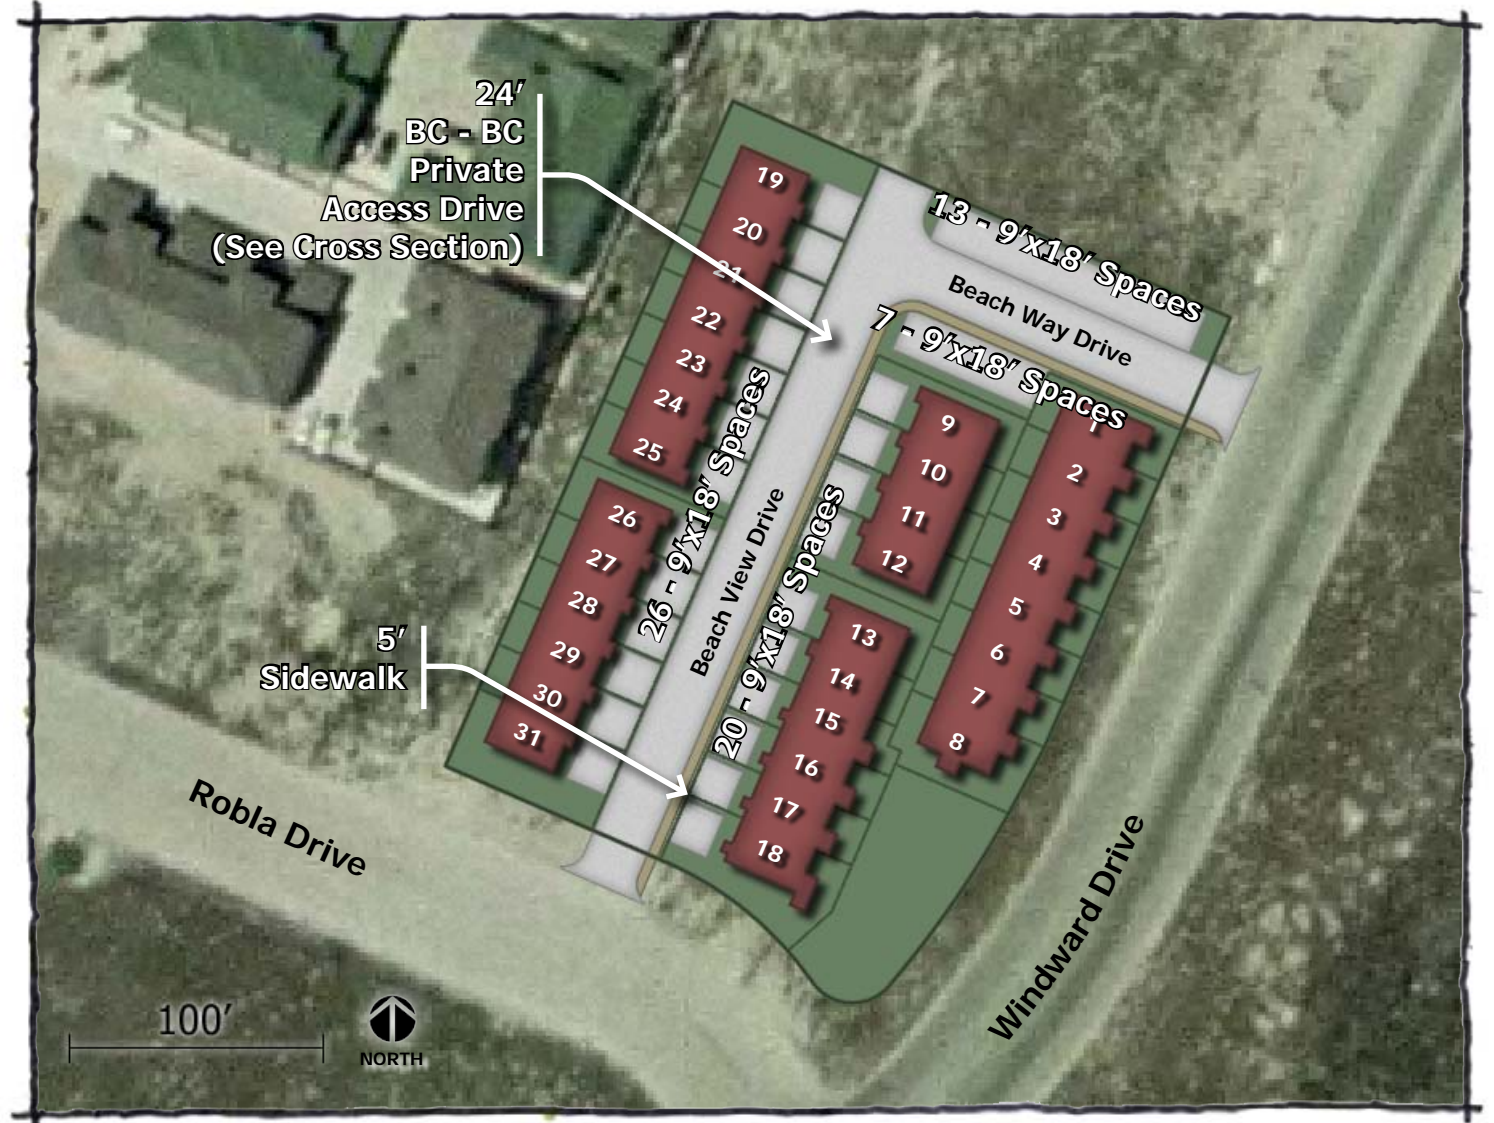 24'
BC - BC
Private
Access Drive
(See Cross Section)
13 - 9'x18' Spaces
Beach Way Drive
7 - 9'x18' Spaces
19
20
21
22
23
24
25
26
27
28
29
30
31
26 - 9'x18' Spaces
Beach View Drive
20 - 9'x18' Spaces
9
10
11
12
13
14
15
16
17
18
1
2
3
4
5
6
7
8
5'
Sidewalk
Robla Drive
Windward Drive
100'
NORTH